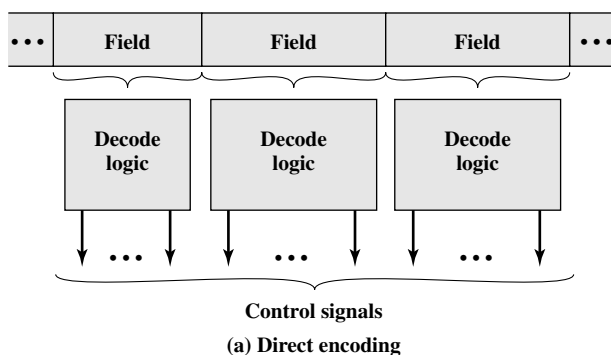 ••• Field Field Field •••
Decode logic
Decode logic
Decode logic
••• ••• •••
Control signals
(a) Direct encoding